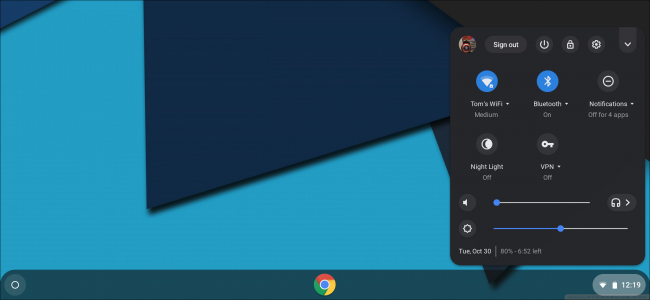 Sign out
Tom's WiFi
Medium
Bluetooth
On
Notifications
Off for 4 apps
Night Light
Off
VPN
Off
Tue, Oct 30 80% - 6:52 left
12:19